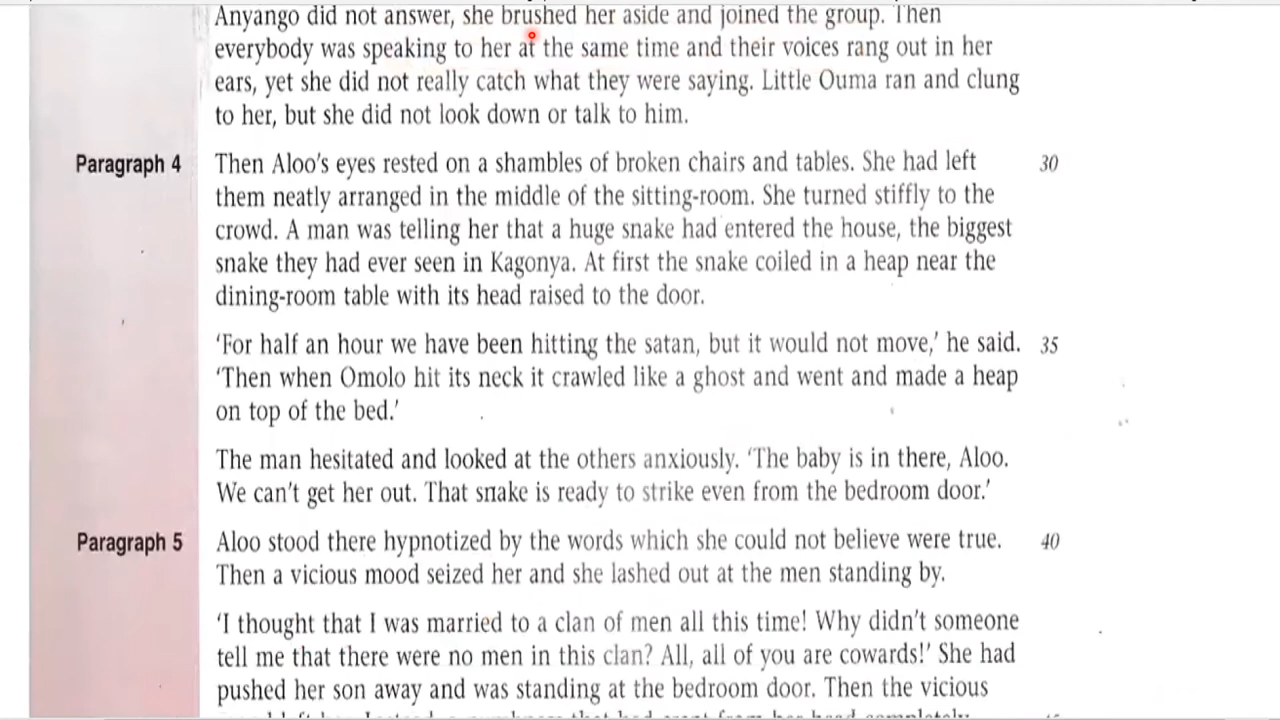 Anyango did not answer, she brushed her aside and joined the group. Then
everybody was speaking to her at the same time and their voices rang out in her
ears, yet she did not really catch what they were saying. Little Ouma ran and clung
to her, but she did not look down or talk to him.
Paragraph 4 Then Aloo's eyes rested on a shambles of broken chairs and tables. She had left 30
them neatly arranged in the middle of the sitting-room. She turned stiffly to the
crowd. A man was telling her that a huge snake had entered the house, the biggest
snake they had ever seen in Kagonya. At first the snake coiled in a heap near the
dining-room table with its head raised to the door.
'For half an hour we have been hitting the satan, but it would not move,' he said. 35
'Then when Omolo hit its neck it crawled like a ghost and went and made a heap
on top of the bed.'
The man hesitated and looked at the others anxiously. 'The baby is in there, Aloo.
We can't get her out. That snake is ready to strike even from the bedroom door.'
Paragraph 5 Aloo stood there hypnotized by the words which she could not believe were true. 40
Then a vicious mood seized her and she lashed out at the men standing by.
'I thought that I was married to a clan of men all this time! Why didn't someone
tell me that there were no men in this clan? All, all of you are cowards!' She had
pushed her son away and was standing at the bedroom door. Then the vicious